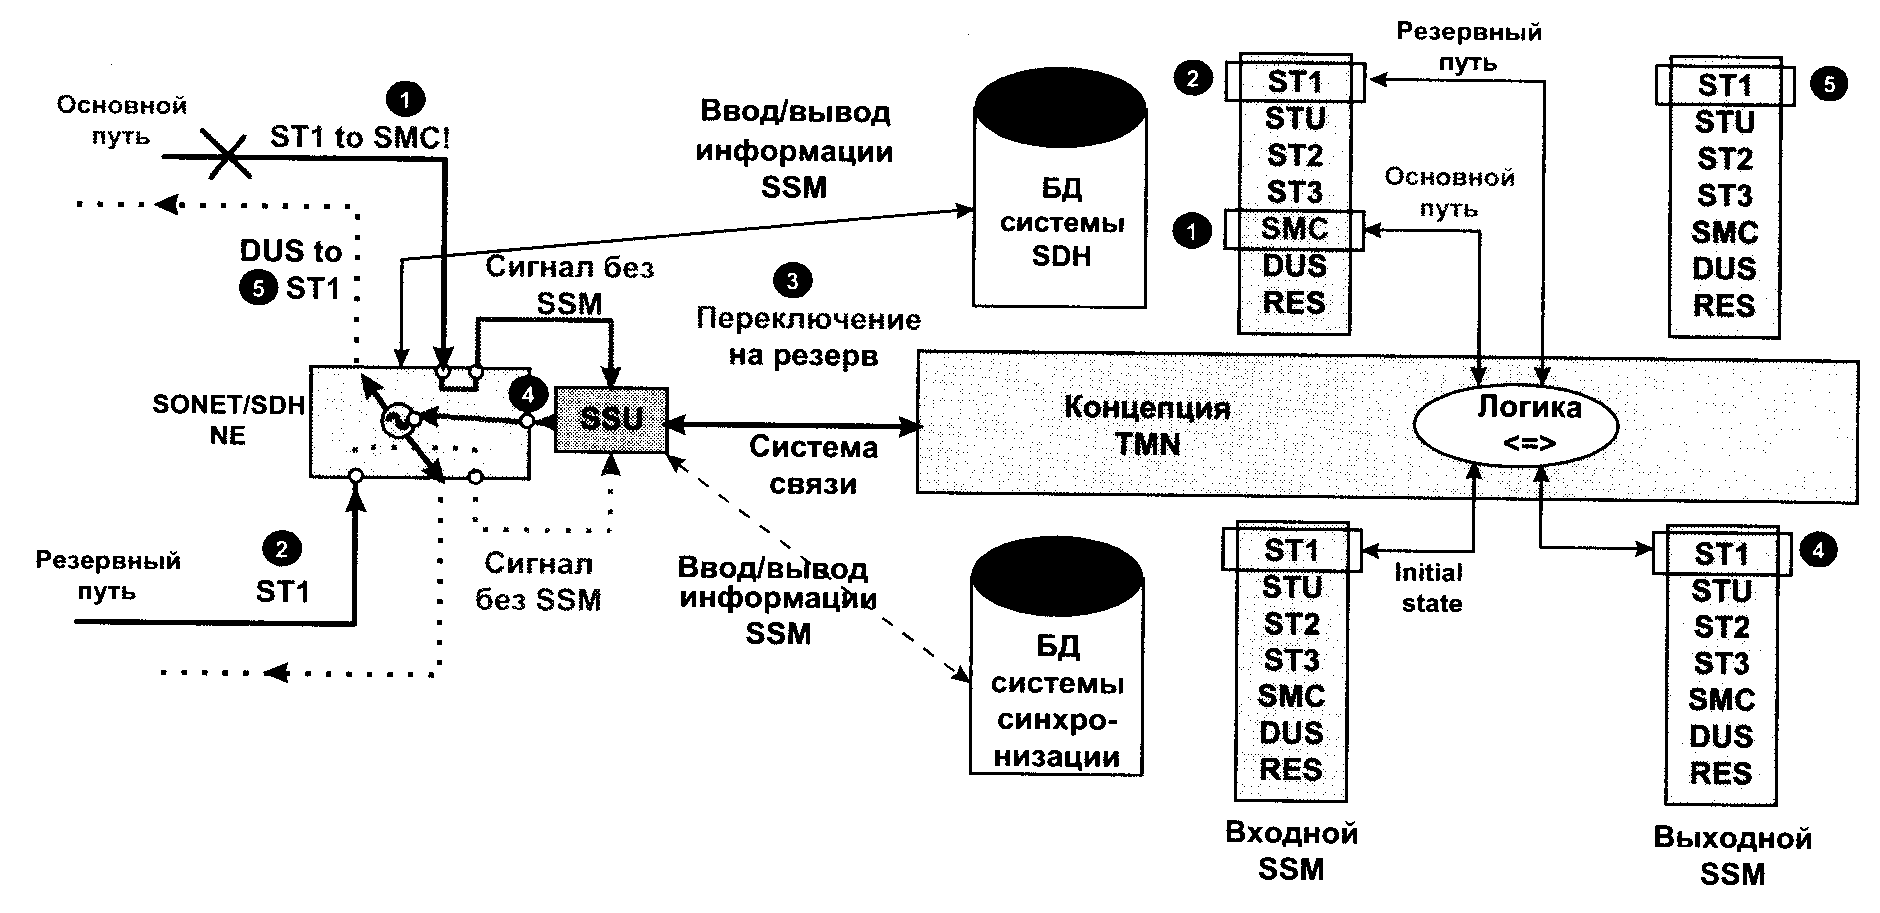 Основной
путь
1
ST1 to SMC!
DUS to
5 ST1
Сигнал без
SSM
SONET/SDH
NE
4
SSU
Резервный
путь
2
ST1
Сигнал
без SSM
Ввод/вывод
информации
SSM
3
Переключение
на резерв
Система
связи
Ввод/вывод
информации
SSM
БД
системы
SDH
БД
системы
синхро-
низации
Концепция
TMN
Логика
<=>
Резервный
путь
Основной
путь
2
ST1
STU
ST2
ST3
1
SMC
DUS
RES
ST1
5
STU
ST2
ST3
SMC
DUS
RES
ST1
STU
ST2
ST3
SMC
DUS
RES
Initial
state
Входной
SSM
ST1
4
STU
ST2
ST3
SMC
DUS
RES
Выходной
SSM